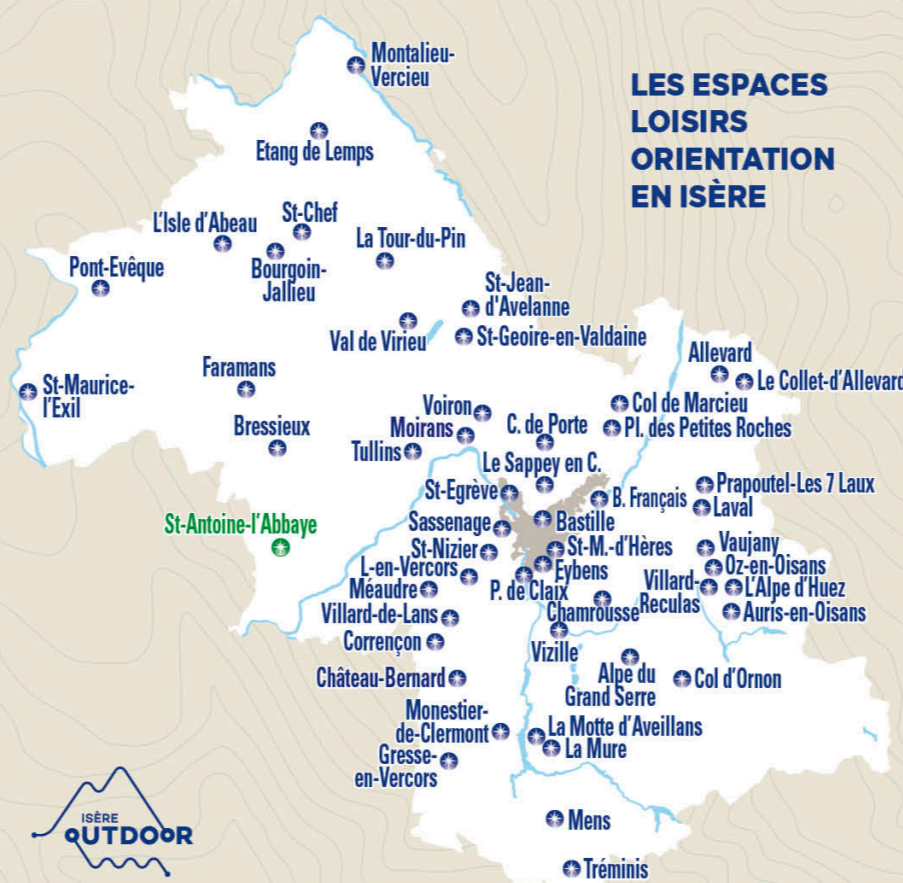 LES ESPACES
LOISIRS
ORIENTATION
EN ISÈRE
Montalieu-
Vercieu
Etang de Lemps
L'Isle d'Abeau
St-Chef
Bourgoin-
Jallieu
La Tour-du-Pin
Pont-Evêque
St-Jean-
d'Avelanne
Val de Virieu
St-Geoire-en-Valdaine
St-Maurice-
l'Exil
Faramans
Bressieux
Allevard
Le Collet-d'Allevard
Voiron
Moirans
Tullins
C. de Porte
Col de Marcieu
Pl. des Petites Roches
Le Sappey en C.
St-Egrève
B. Français
Prapoutel-Les 7 Laux
Laval
St-Antoine-l'Abbaye
Sassenage
Bastille
St-Nizier
St-M.-d'Hères
Vaujany
L-en-Vercors
Eybens
Oz-en-Oisans
Méaudre
P. de Claix
Villard-
Reculas
L'Alpe d'Huez
Chamrousse
Auris-en-Oisans
Villard-de-Lans
Corrençon
Vizille
Château-Bernard
Alpe du
Grand Serre
Col d'Ornon
Monestier-
de-Clermont
La Motte d'Aveillans
La Mure
Gresse-
en-Vercors
Mens
Tréminis
ISÈRE
OUTDOOR